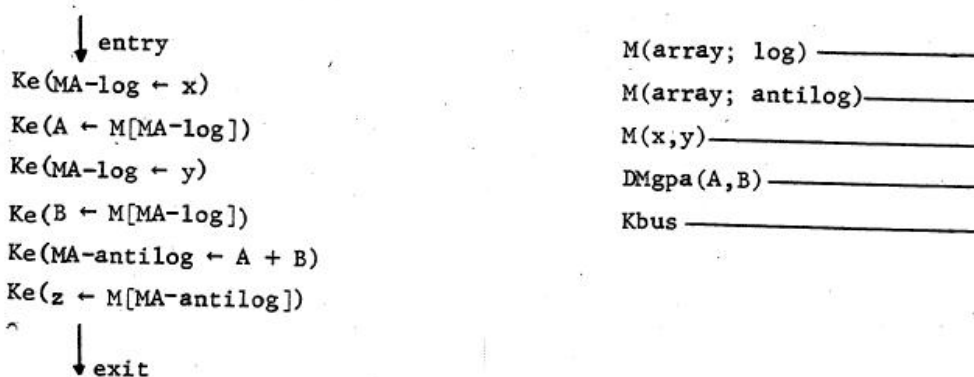 entry
Ke(MA-log ← x)
Ke(A ← M[MA-log])
Ke(MA-log ← y)
Ke(B ← M[MA-log])
Ke(MA-antilog ← A + B)
Ke(z ← M[MA-antilog])
exit
M(array; log)
M(array; antilog)
M(x,y)
DMgpa(A,B)
Kbus